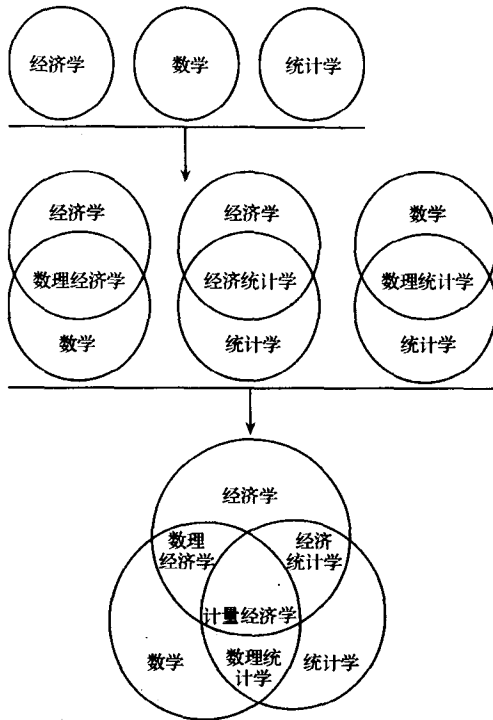 经济学
数学
统计学
经济学
经济学
数学
数理经济学
经济统计学
数理统计学
数学
统计学
统计学
经济学
数理
经济学
经济
统计学
计量经济学
数学
数理统
计学
统计学